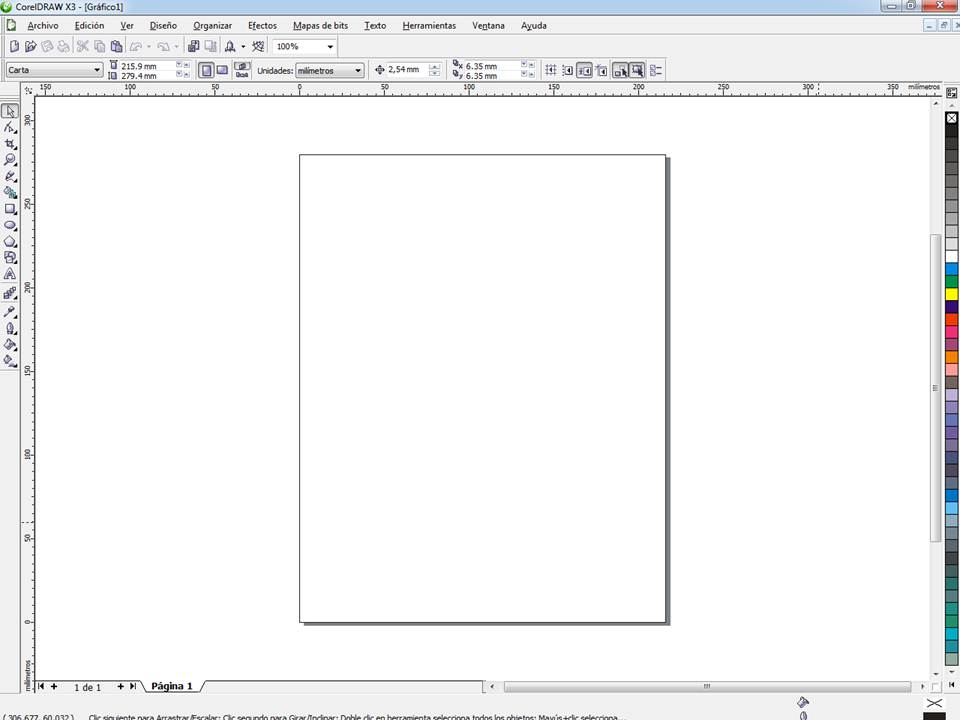 CorelDRAW X3 - [Gráfico1]
Archivo Edición Ver Diseño Organizar Efectos Mapas de bits Texto Herramientas Ventana Ayuda
100%
Carta 215.9 mm 279.4 mm Unidades: milímetros 2,54 mm 6.35 mm 6.35 mm
150 100 50 0 50 100 150 200 250 300 350 milímetros
300
250
200
150
100
50
0
milímetros
1 de 1 Página 1
( 306,677, 60,032 ) Clic siguiente para Arrastrar/Escalar; Clic segundo para Girar/Inclinar; Doble clic en herramienta selecciona todos los objetos; Mayús+clic selecciona...